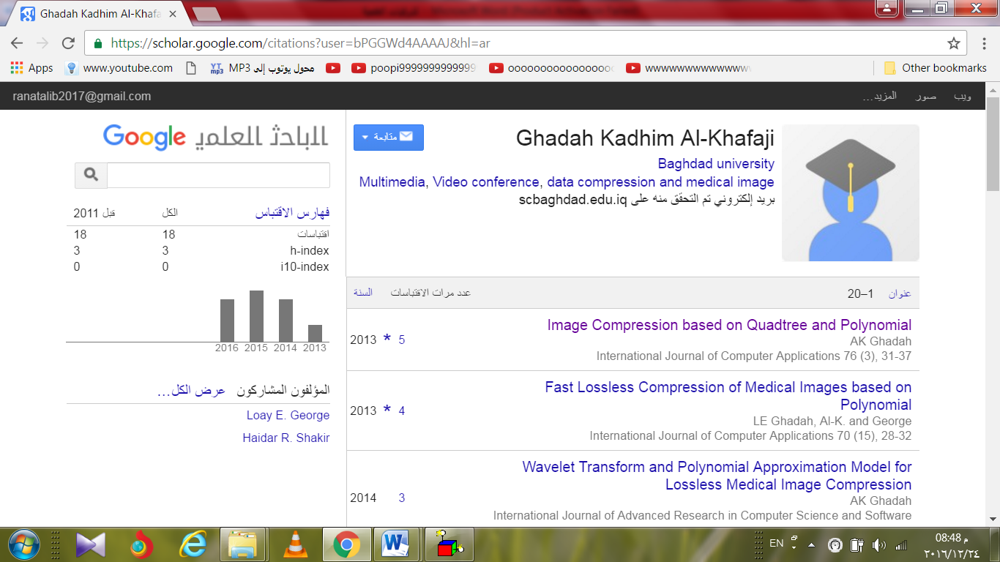 Ghadah Kadhim Al-Khafa
https://scholar.google.com/citations?user=bPGGWd4AAAAJ&hl=ar
Apps
www.youtube.com
محول يوتوب إلى MP3
Other bookmarks
ranatalib2017@gmail.com
ويب صور المزيد...
Google الباحث العلمي
متابعة
Ghadah Kadhim Al-Khafaji
Baghdad university
Multimedia, Video conference, data compression and medical image
بريد إلكتروني تم التحقق منه على scbaghdad.edu.iq
فهارس الاقتباس الكل قبل 2011
اقتباسات 18 18
h-index 3 3
i10-index 0 0
2016 2015 2014 2013
المؤلفون المشاركون عرض الكل...
Loay E. George
Haidar R. Shakir
عنوان 1–20 عدد مرات الاقتباسات السنة
Image Compression based on Quadtree and Polynomial
AK Ghadah
International Journal of Computer Applications 76 (3), 31-37
5 * 2013
Fast Lossless Compression of Medical Images based on
Polynomial
LE Ghadah, Al-K. and George
International Journal of Computer Applications 70 (15), 28-32
4 * 2013
Wavelet Transform and Polynomial Approximation Model for
Lossless Medical Image Compression
AK Ghadah
International Journal of Advanced Research in Computer Science and Software
3 2014
EN
08:48 م
٢٠١٦/١٢/٢٤